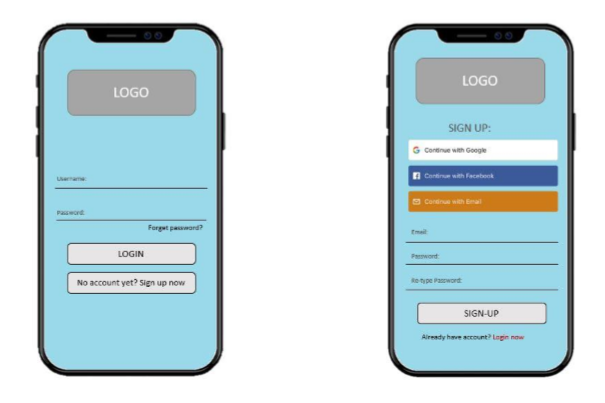 LOGO
Username:
Password:
Forget password?
LOGIN
No account yet? Sign up now
LOGO
SIGN UP:
G Continue with Google
f Continue with Facebook
Continue with Email
Email:
Password:
Re-type Password:
SIGN-UP
Already have account? Login now